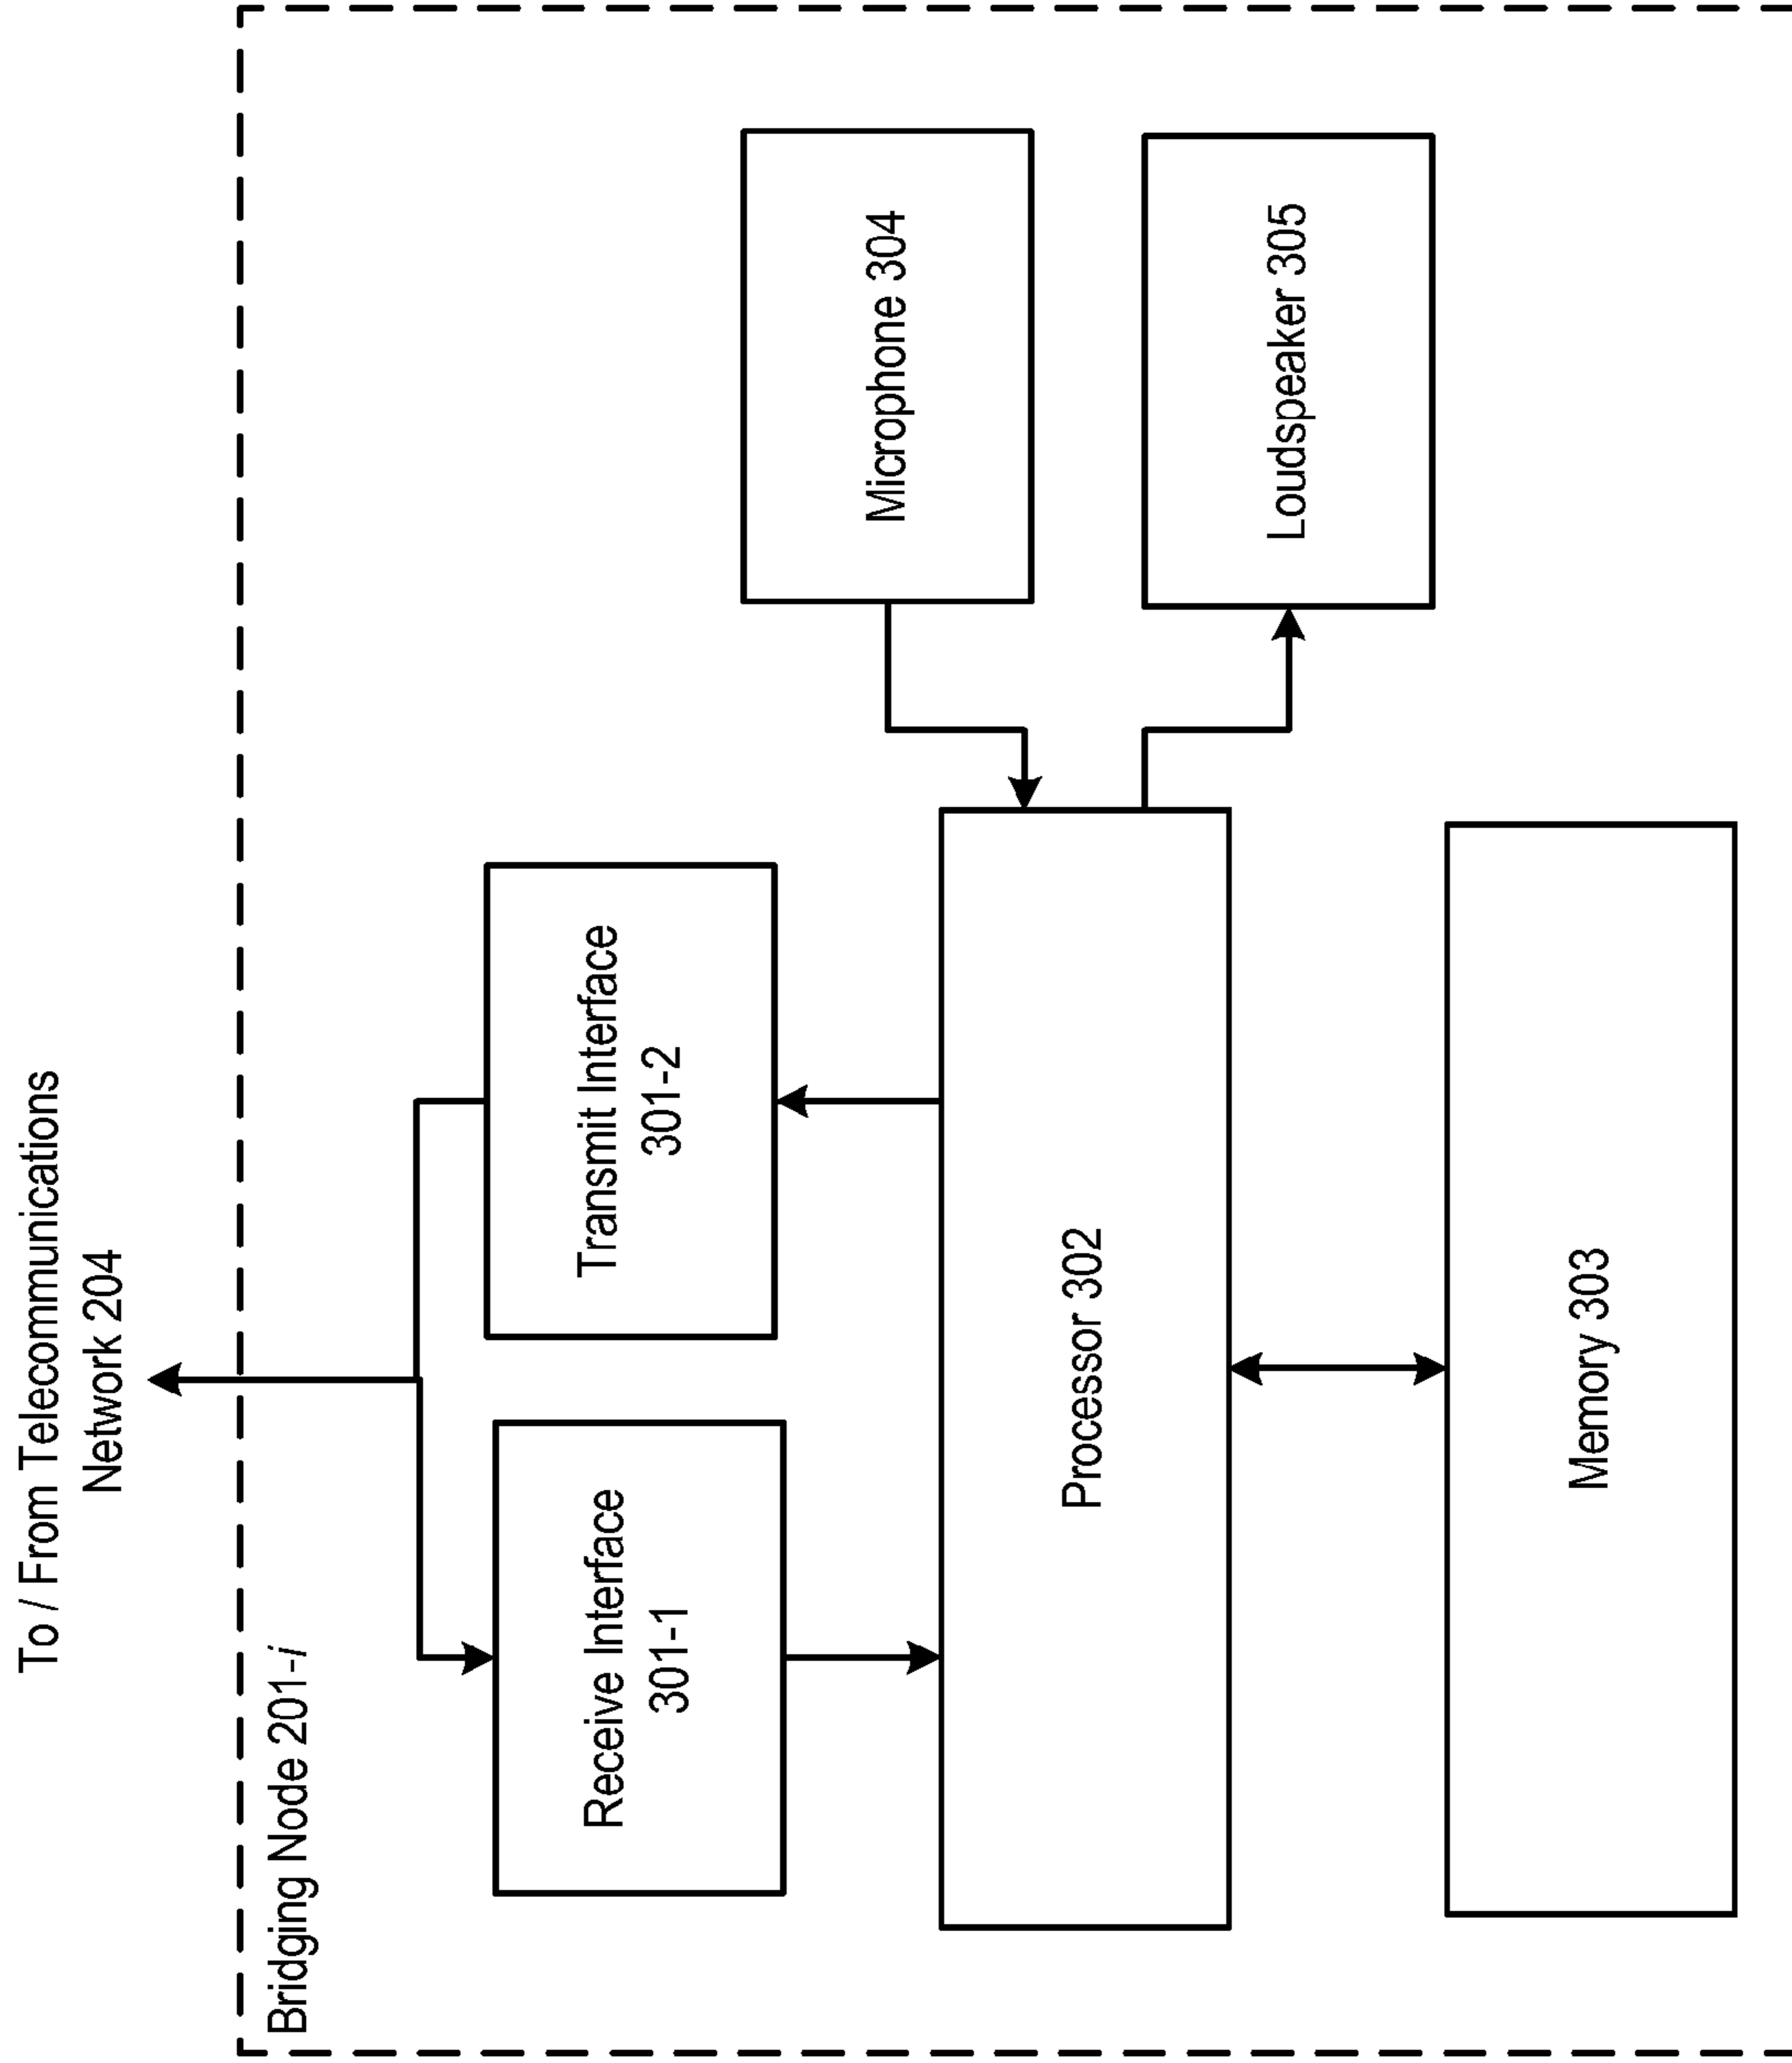 To / From Telecommunications
Network 204
Bridging Node 201-i
Receive Interface
301-1
Transmit Interface
301-2
Processor 302
Microphone 304
Loudspeaker 305
Memory 303